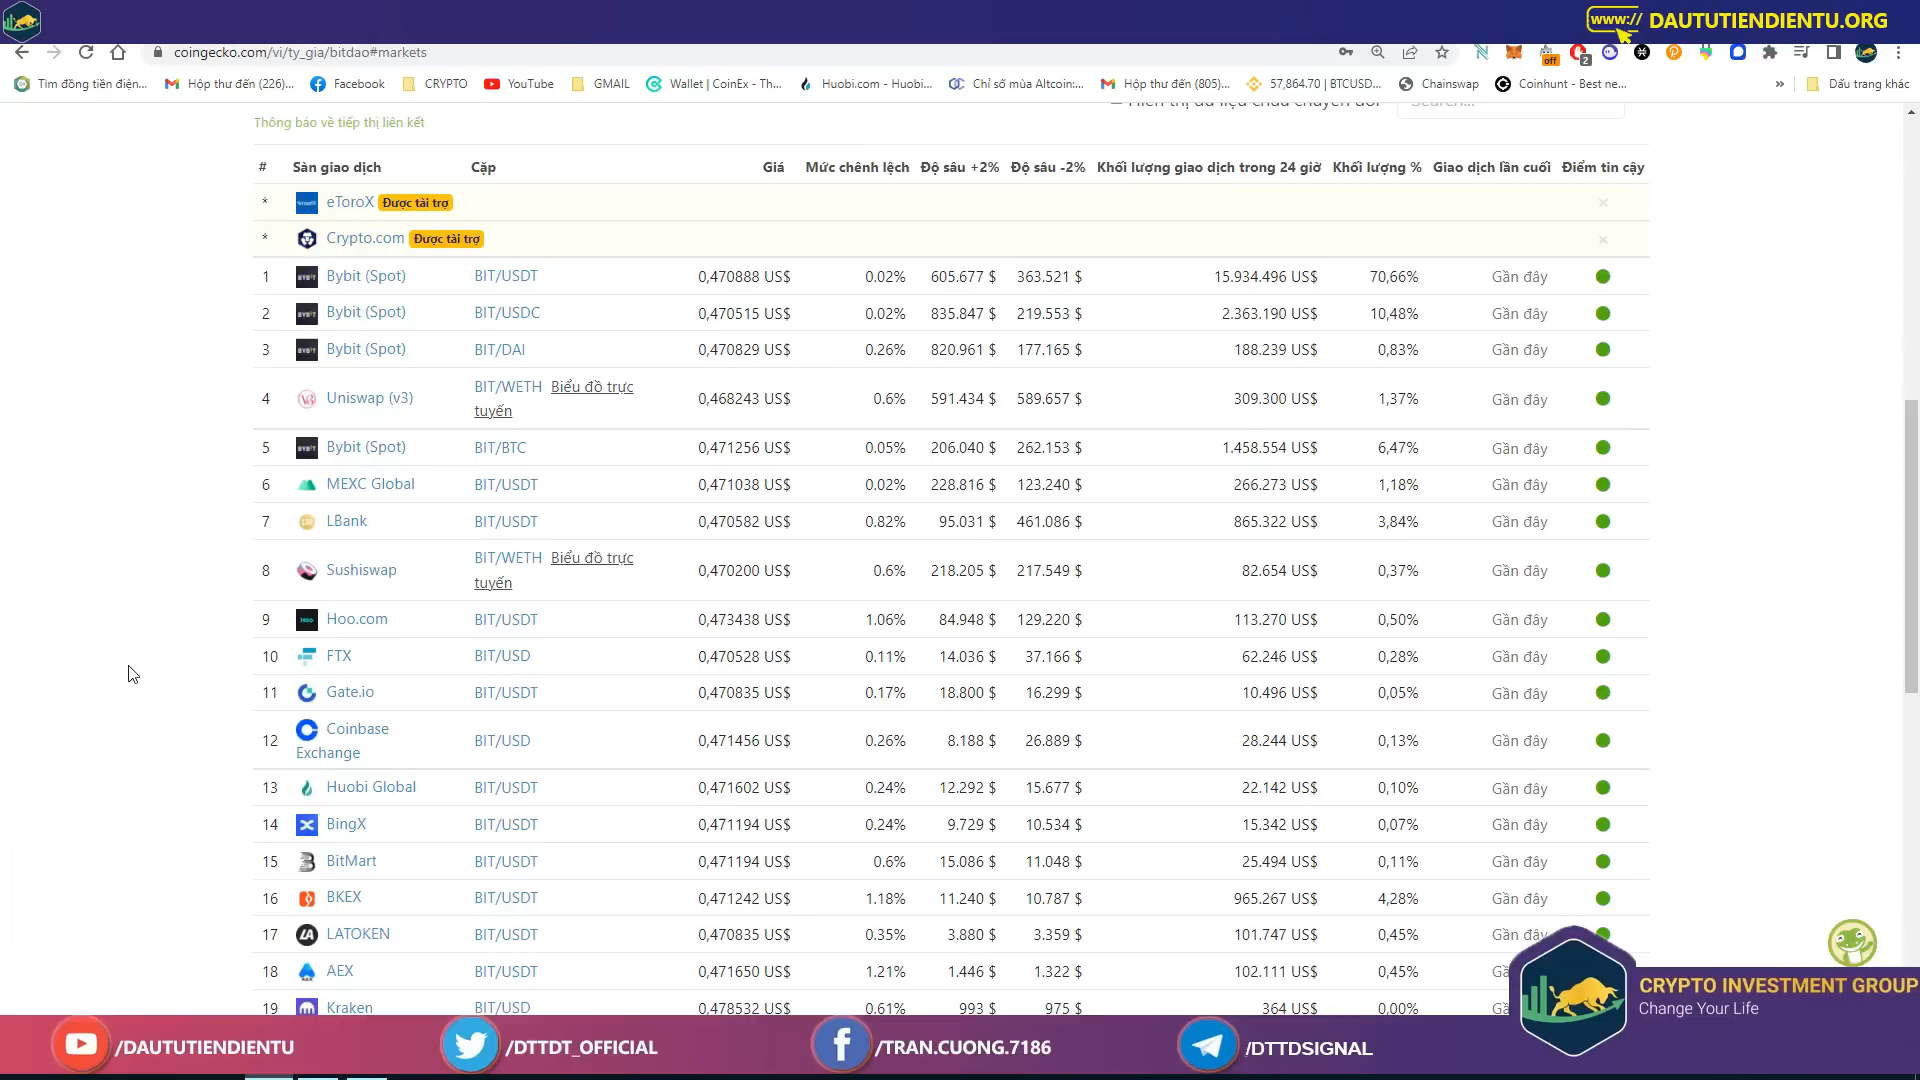 www:// DAUTUTIENDIENTU.ORG
coingecko.com/vi/ty_gia/bitdao#markets
off 2
Tìm đồng tiền điện... Hộp thư đến (226)... Facebook CRYPTO YouTube GMAIL Wallet | CoinEx - Th... Huobi.com - Huobi... Chỉ số mùa Altcoin:... Hộp thư đến (805)... 57,864.70 | BTCUSD... Chainswap Coinhunt - Best ne... » Dấu trang khác
Hiển thị dữ liệu chưa chuyển đổi Search...
Thông báo về tiếp thị liên kết
# Sàn giao dịch Cặp Giá Mức chênh lệch Độ sâu +2% Độ sâu -2% Khối lượng giao dịch trong 24 giờ Khối lượng % Giao dịch lần cuối Điểm tin cậy
* eToroX Được tài trợ ×
* Crypto.com Được tài trợ ×
1 Bybit (Spot) BIT/USDT 0,470888 US$ 0.02% 605.677 $ 363.521 $ 15.934.496 US$ 70,66% Gần đây
2 Bybit (Spot) BIT/USDC 0,470515 US$ 0.02% 835.847 $ 219.553 $ 2.363.190 US$ 10,48% Gần đây
3 Bybit (Spot) BIT/DAI 0,470829 US$ 0.26% 820.961 $ 177.165 $ 188.239 US$ 0,83% Gần đây
4 Uniswap (v3) BIT/WETH Biểu đồ trực
tuyến 0,468243 US$ 0.6% 591.434 $ 589.657 $ 309.300 US$ 1,37% Gần đây
5 Bybit (Spot) BIT/BTC 0,471256 US$ 0.05% 206.040 $ 262.153 $ 1.458.554 US$ 6,47% Gần đây
6 MEXC Global BIT/USDT 0,471038 US$ 0.02% 228.816 $ 123.240 $ 266.273 US$ 1,18% Gần đây
7 LBank BIT/USDT 0,470582 US$ 0.82% 95.031 $ 461.086 $ 865.322 US$ 3,84% Gần đây
8 Sushiswap BIT/WETH Biểu đồ trực
tuyến 0,470200 US$ 0.6% 218.205 $ 217.549 $ 82.654 US$ 0,37% Gần đây
9 Hoo.com BIT/USDT 0,473438 US$ 1.06% 84.948 $ 129.220 $ 113.270 US$ 0,50% Gần đây
10 FTX BIT/USD 0,470528 US$ 0.11% 14.036 $ 37.166 $ 62.246 US$ 0,28% Gần đây
11 Gate.io BIT/USDT 0,470835 US$ 0.17% 18.800 $ 16.299 $ 10.496 US$ 0,05% Gần đây
12 Coinbase
Exchange BIT/USD 0,471456 US$ 0.26% 8.188 $ 26.889 $ 28.244 US$ 0,13% Gần đây
13 Huobi Global BIT/USDT 0,471602 US$ 0.24% 12.292 $ 15.677 $ 22.142 US$ 0,10% Gần đây
14 BingX BIT/USDT 0,471194 US$ 0.24% 9.729 $ 10.534 $ 15.342 US$ 0,07% Gần đây
15 BitMart BIT/USDT 0,471194 US$ 0.6% 15.086 $ 11.048 $ 25.494 US$ 0,11% Gần đây
16 BKEX BIT/USDT 0,471242 US$ 1.18% 11.240 $ 10.787 $ 965.267 US$ 4,28% Gần đây
17 LATOKEN BIT/USDT 0,470835 US$ 0.35% 3.880 $ 3.359 $ 101.747 US$ 0,45% Gần đây
18 AEX BIT/USDT 0,471650 US$ 1.21% 1.446 $ 1.322 $ 102.111 US$ 0,45%
19 Kraken BIT/USD 0,478532 US$ 0.61% 993 $ 975 $ 364 US$ 0,00%
CRYPTO INVESTMENT GROUP
Change Your Life
/DAUTUTIENDIENTU /DTTDT_OFFICIAL /TRAN.CUONG.7186 /DTTDSIGNAL